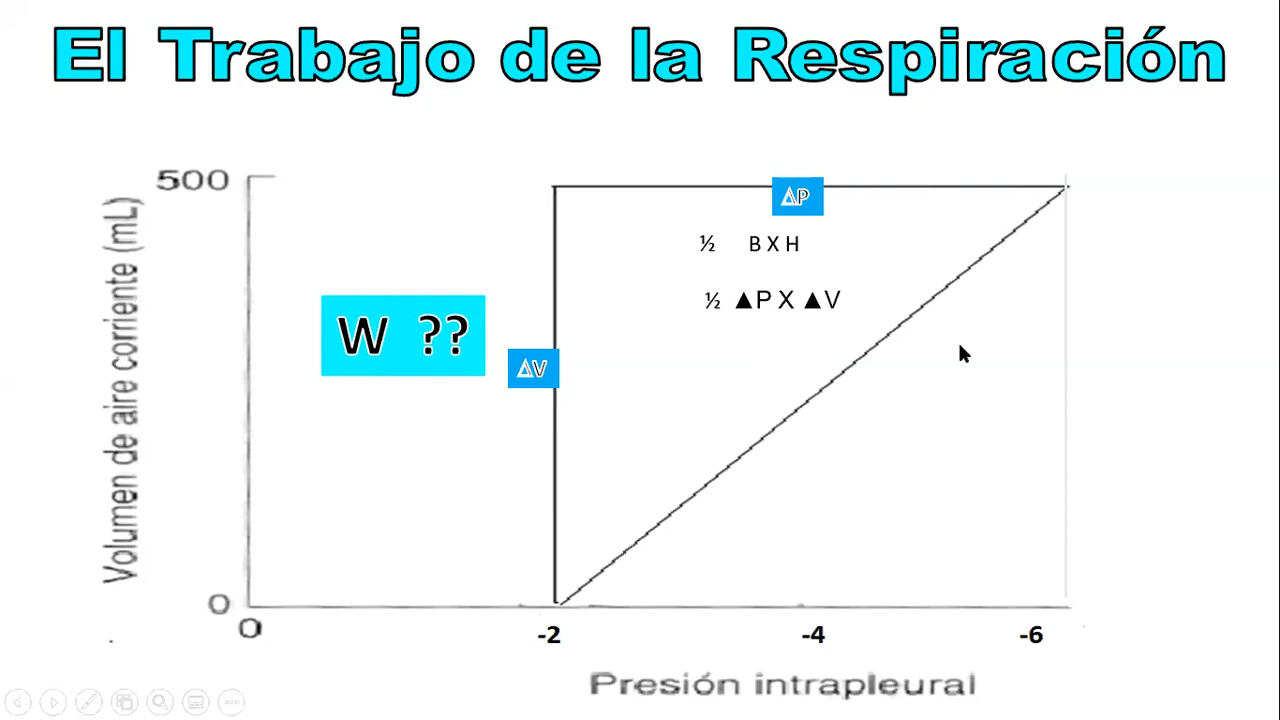 El Trabajo de la Respiración
500
ΔP
½ B X H
½ ▲P X ▲V
W ??
ΔV
Volumen de aire corriente (mL)
0
0
-2
-4
-6
Presión intrapleural